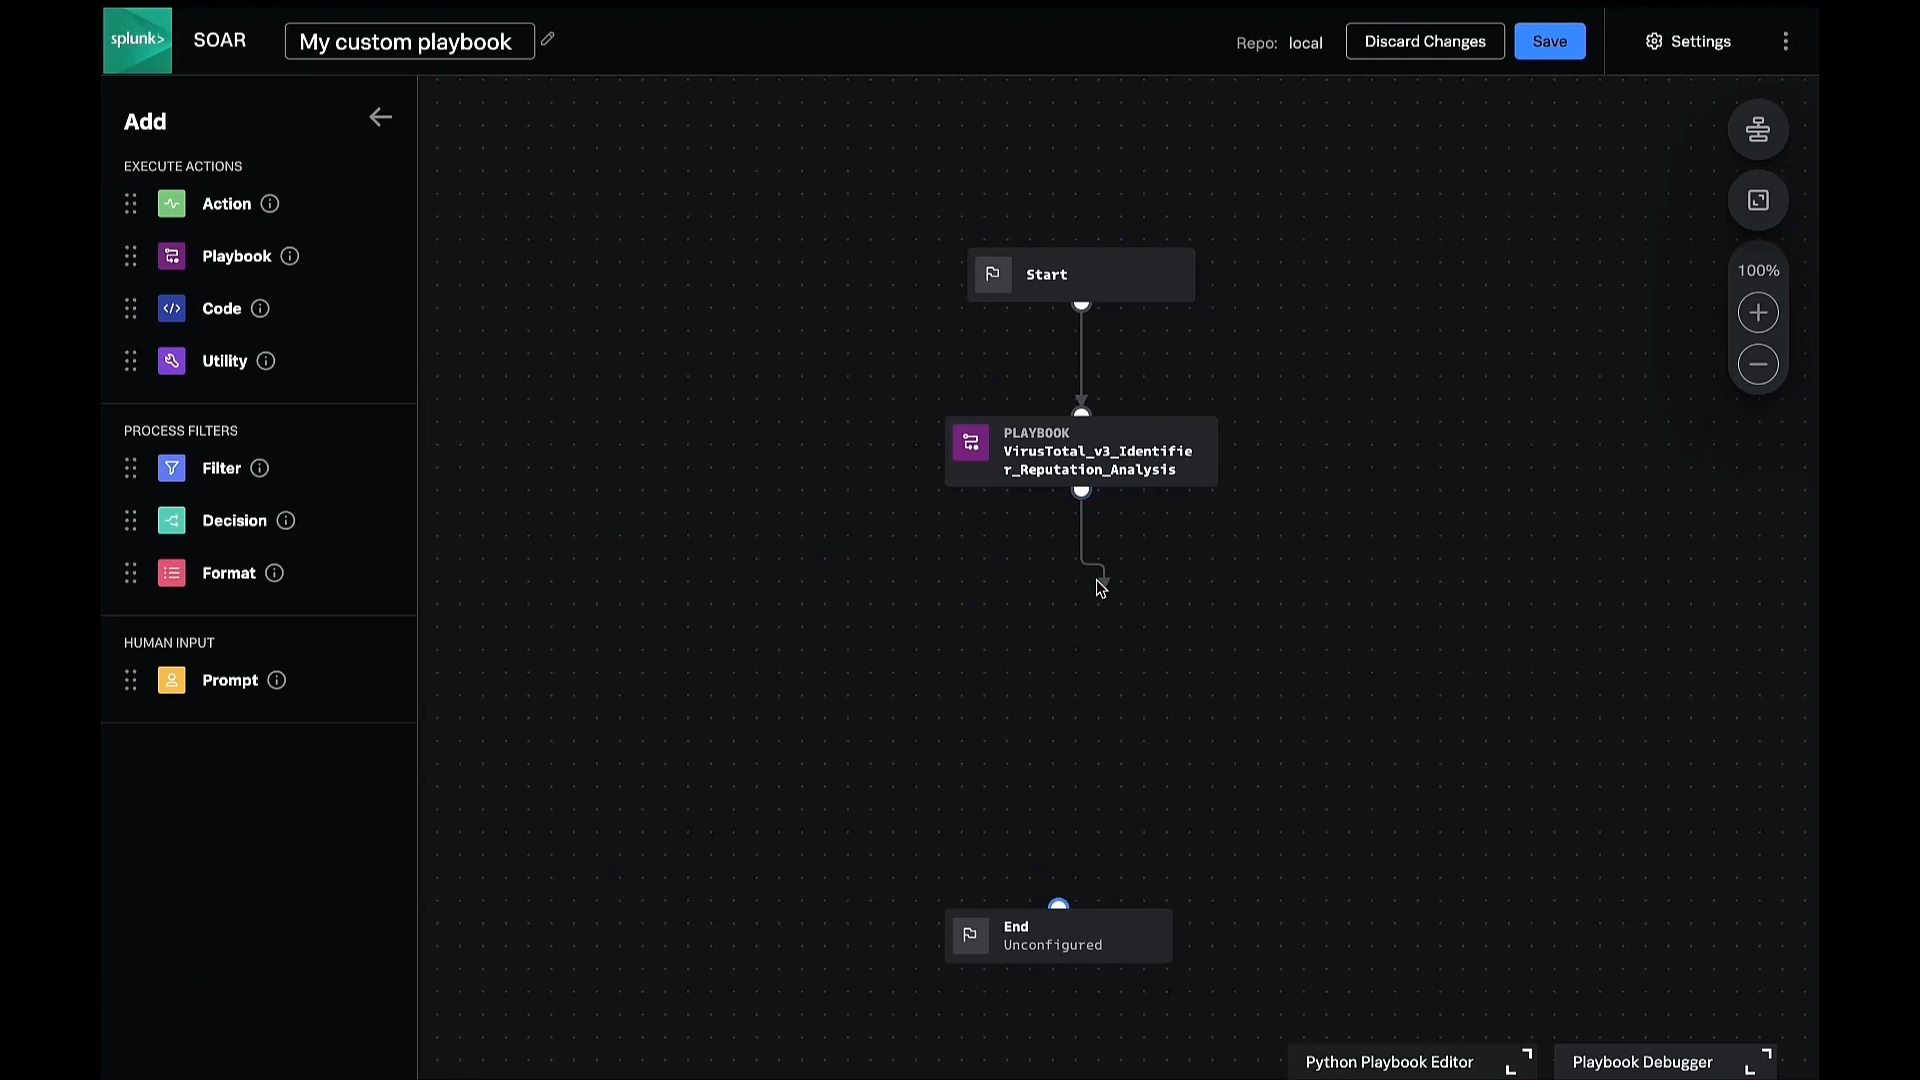 splunk>
SOAR
My custom playbook
Repo: local
Discard Changes
Save
Settings
Add
EXECUTE ACTIONS
Action
Playbook
Code
Utility
PROCESS FILTERS
Filter
Decision
Format
HUMAN INPUT
Prompt
100%
Start
PLAYBOOK
VirusTotal_v3_Identifie
r_Reputation_Analysis
End
Unconfigured
Python Playbook Editor
Playbook Debugger